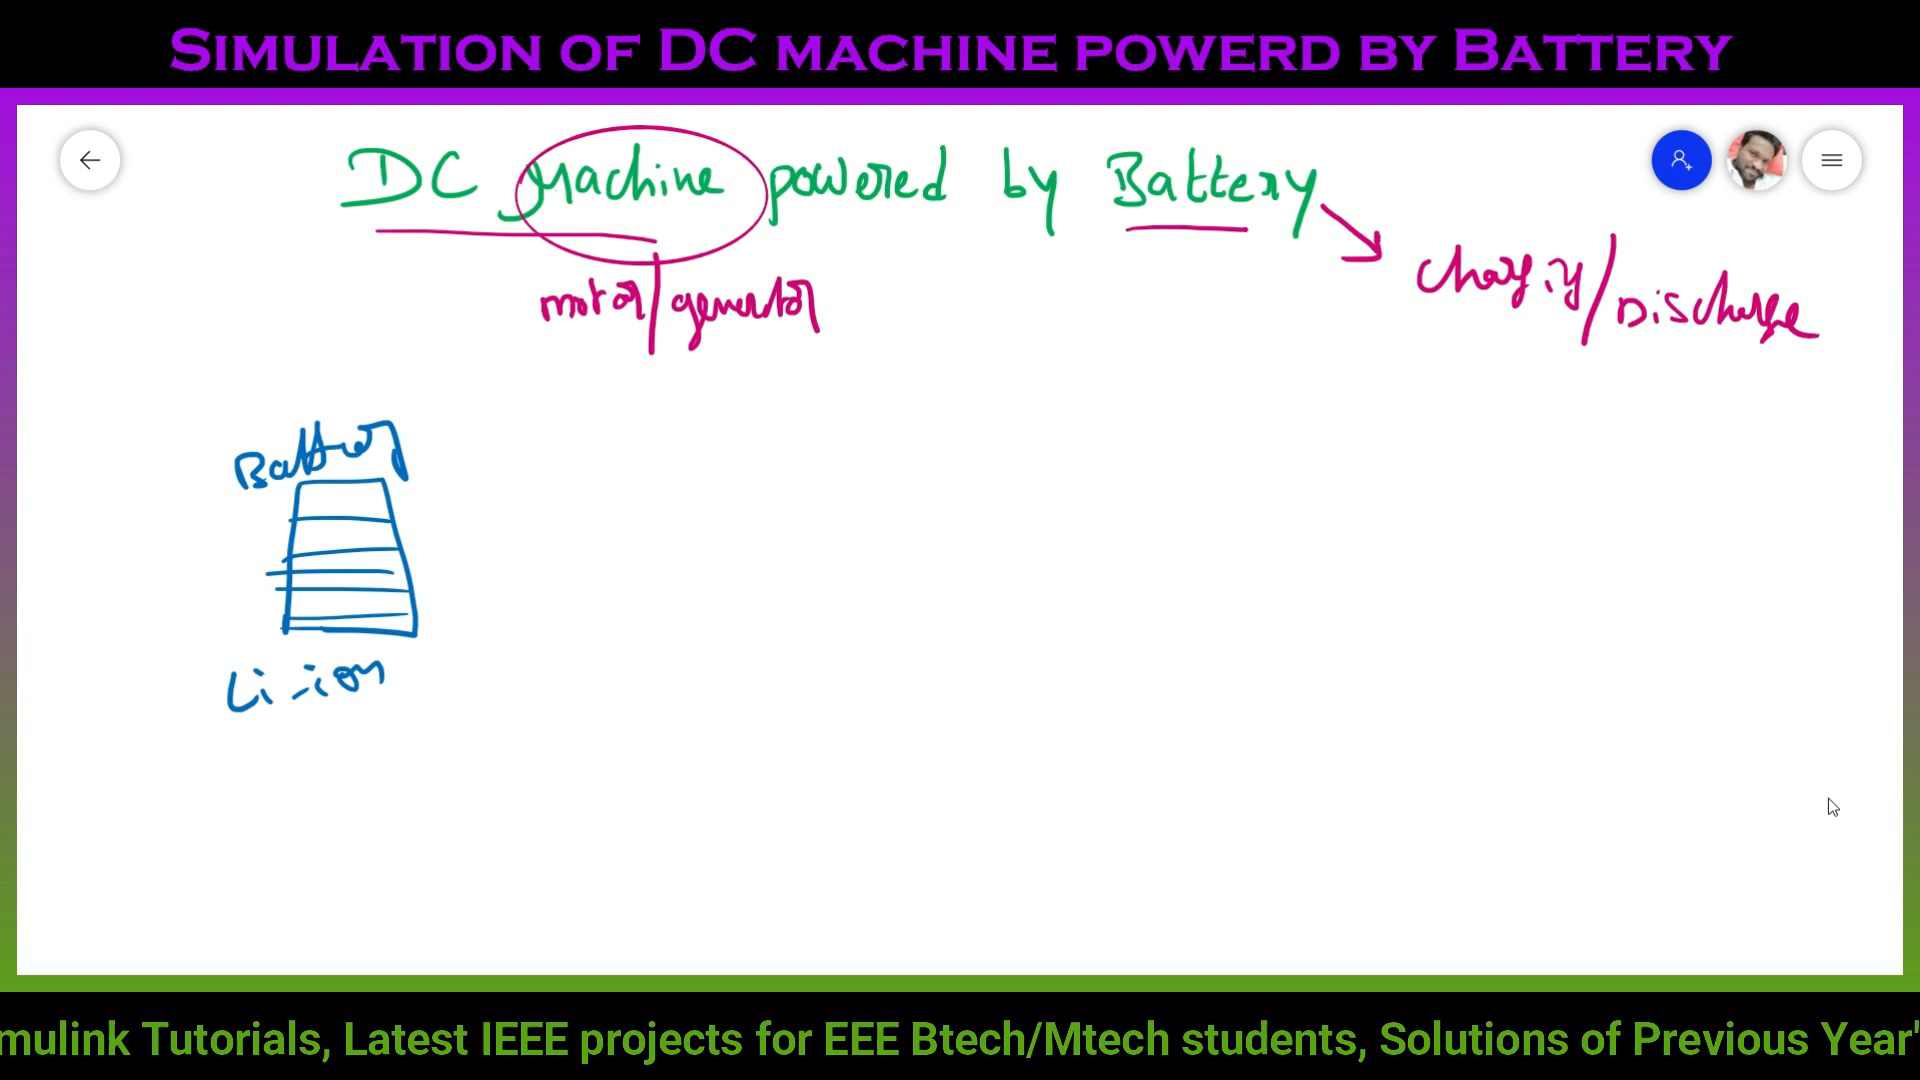 SIMULATION OF DC MACHINE POWERD BY BATTERY
DC Machine powered by Battery
motor/generator
Charging/Discharge
Battery
Li-ion
mulink Tutorials, Latest IEEE projects for EEE Btech/Mtech students, Solutions of Previous Year'